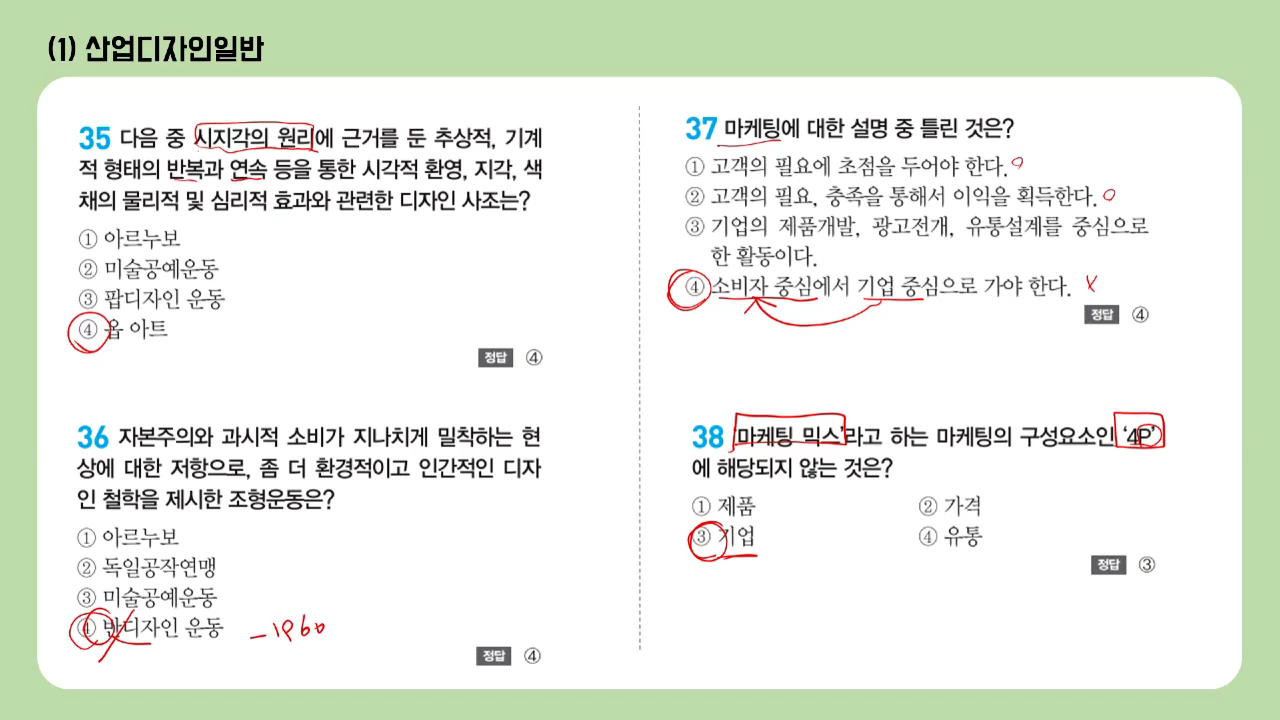 (1) 산업디자인일반
35 다음 중 시지각의 원리에 근거를 둔 추상적, 기계
적 형태의 반복과 연속 등을 통한 시각적 환영, 지각, 색
채의 물리적 및 심리적 효과와 관련한 디자인 사조는?
① 아르누보
② 미술공예운동
③ 팝디자인 운동
④ 옵 아트
정답 ④
36 자본주의와 과시적 소비가 지나치게 밀착하는 현
상에 대한 저항으로, 좀 더 환경적이고 인간적인 디자
인 철학을 제시한 조형운동은?
① 아르누보
② 독일공작연맹
③ 미술공예운동
④ 반디자인 운동 -1960
정답 ④
37 마케팅에 대한 설명 중 틀린 것은?
① 고객의 필요에 초점을 두어야 한다. o
② 고객의 필요, 충족을 통해서 이익을 획득한다. o
③ 기업의 제품개발, 광고전개, 유통설계를 중심으로
한 활동이다.
④ 소비자 중심에서 기업 중심으로 가야 한다. x
정답 ④
38 '마케팅 믹스'라고 하는 마케팅의 구성요소인 '4P'
에 해당되지 않는 것은?
① 제품 ② 가격
③ 기업 ④ 유통
정답 ③